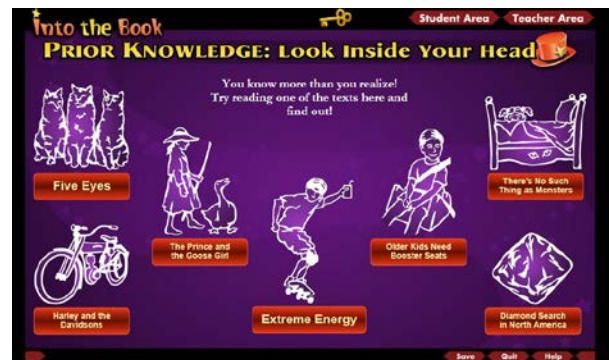 Into the Book
Student Area
Teacher Area
PRIOR KNOWLEDGE: LOOK INSIDE YOUR HEAD
You know more than you realize!
Try reading one of the texts here and
find out!
Five Eyes
The Prince and
the Goose Girl
Older Kids Need
Booster Seats
There's No Such
Thing as Monsters
Harley and the
Davidsons
Extreme Energy
Diamond Search
in North America
Save
Quit
Help